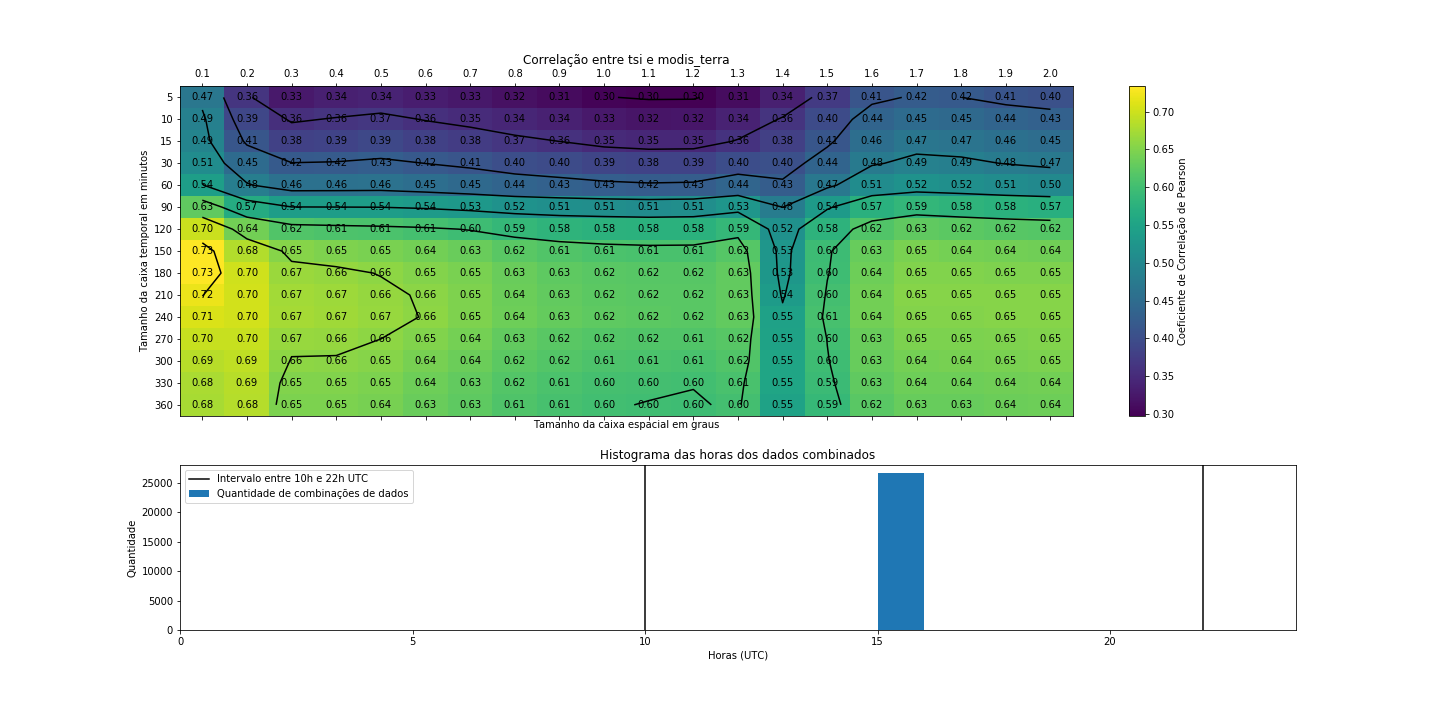 Correlação entre tsi e modis_terra
0.1 0.2 0.3 0.4 0.5 0.6 0.7 0.8 0.9 1.0 1.1 1.2 1.3 1.4 1.5 1.6 1.7 1.8 1.9 2.0
5 0.47 0.36 0.33 0.34 0.34 0.33 0.33 0.32 0.31 0.30 0.30 0.30 0.31 0.34 0.37 0.41 0.42 0.42 0.41 0.40
10 0.49 0.39 0.36 0.36 0.37 0.36 0.35 0.34 0.34 0.33 0.32 0.32 0.34 0.36 0.40 0.44 0.45 0.45 0.44 0.43
15 0.49 0.41 0.38 0.39 0.39 0.38 0.38 0.37 0.36 0.35 0.35 0.35 0.36 0.38 0.41 0.46 0.47 0.47 0.46 0.45
30 0.51 0.45 0.42 0.42 0.43 0.42 0.41 0.40 0.40 0.39 0.38 0.39 0.40 0.40 0.44 0.48 0.49 0.49 0.48 0.47
60 0.54 0.48 0.46 0.46 0.46 0.45 0.45 0.44 0.43 0.43 0.42 0.43 0.44 0.43 0.47 0.51 0.52 0.52 0.51 0.50
90 0.63 0.57 0.54 0.54 0.54 0.54 0.53 0.52 0.51 0.51 0.51 0.51 0.53 0.48 0.54 0.57 0.59 0.58 0.58 0.57
120 0.70 0.64 0.62 0.61 0.61 0.61 0.60 0.59 0.58 0.58 0.58 0.58 0.59 0.52 0.58 0.62 0.63 0.62 0.62 0.62
150 0.73 0.68 0.65 0.65 0.65 0.64 0.63 0.62 0.61 0.61 0.61 0.61 0.62 0.53 0.60 0.63 0.65 0.64 0.64 0.64
180 0.73 0.70 0.67 0.66 0.66 0.65 0.65 0.63 0.63 0.62 0.62 0.62 0.63 0.53 0.60 0.64 0.65 0.65 0.65 0.65
210 0.72 0.70 0.67 0.67 0.66 0.66 0.65 0.64 0.63 0.62 0.62 0.62 0.63 0.54 0.60 0.64 0.65 0.65 0.65 0.65
240 0.71 0.70 0.67 0.67 0.67 0.66 0.65 0.64 0.63 0.62 0.62 0.62 0.63 0.55 0.61 0.64 0.65 0.65 0.65 0.65
270 0.70 0.70 0.67 0.66 0.66 0.65 0.64 0.63 0.62 0.62 0.62 0.61 0.62 0.55 0.60 0.63 0.65 0.65 0.65 0.65
300 0.69 0.69 0.66 0.66 0.65 0.64 0.64 0.62 0.62 0.61 0.61 0.61 0.62 0.55 0.60 0.63 0.64 0.64 0.65 0.65
330 0.68 0.69 0.65 0.65 0.65 0.64 0.63 0.62 0.61 0.60 0.60 0.60 0.61 0.55 0.59 0.63 0.64 0.64 0.64 0.64
360 0.68 0.68 0.65 0.65 0.64 0.63 0.63 0.61 0.61 0.60 0.60 0.60 0.60 0.55 0.59 0.62 0.63 0.63 0.64 0.64
Tamanho da caixa temporal em minutos
Tamanho da caixa espacial em graus
0.70
0.65
0.60
0.55
0.50
0.45
0.40
0.35
0.30
Coeficiente de Correlação de Pearson
Histograma das horas dos dados combinados
Intervalo entre 10h e 22h UTC
Quantidade de combinações de dados
25000
20000
15000
10000
5000
0
Quantidade
0 5 10 15 20
Horas (UTC)